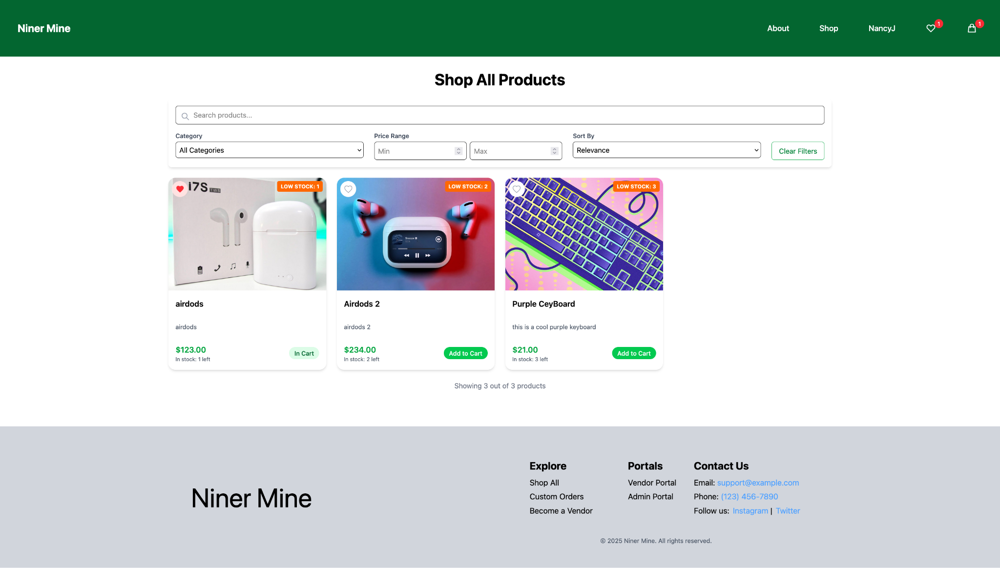 Niner Mine
About
Shop
NancyJ
1
1
Shop All Products
Search products...
Category
Price Range
Sort By
All Categories
Min
Max
Relevance
Clear Filters
i7S TWS
LOW STOCK: 1
LOW STOCK: 2
Snooze
SZA
LOW STOCK: 3
airdods
airdods
$123.00
In stock: 1 left
In Cart
Airdods 2
airdods 2
$234.00
In stock: 2 left
Add to Cart
Purple CeyBoard
this is a cool purple keyboard
$21.00
In stock: 3 left
Add to Cart
Showing 3 out of 3 products
Niner Mine
Explore
Shop All
Custom Orders
Become a Vendor
Portals
Vendor Portal
Admin Portal
Contact Us
Email: support@example.com
Phone: (123) 456-7890
Follow us: Instagram | Twitter
© 2025 Niner Mine. All rights reserved.